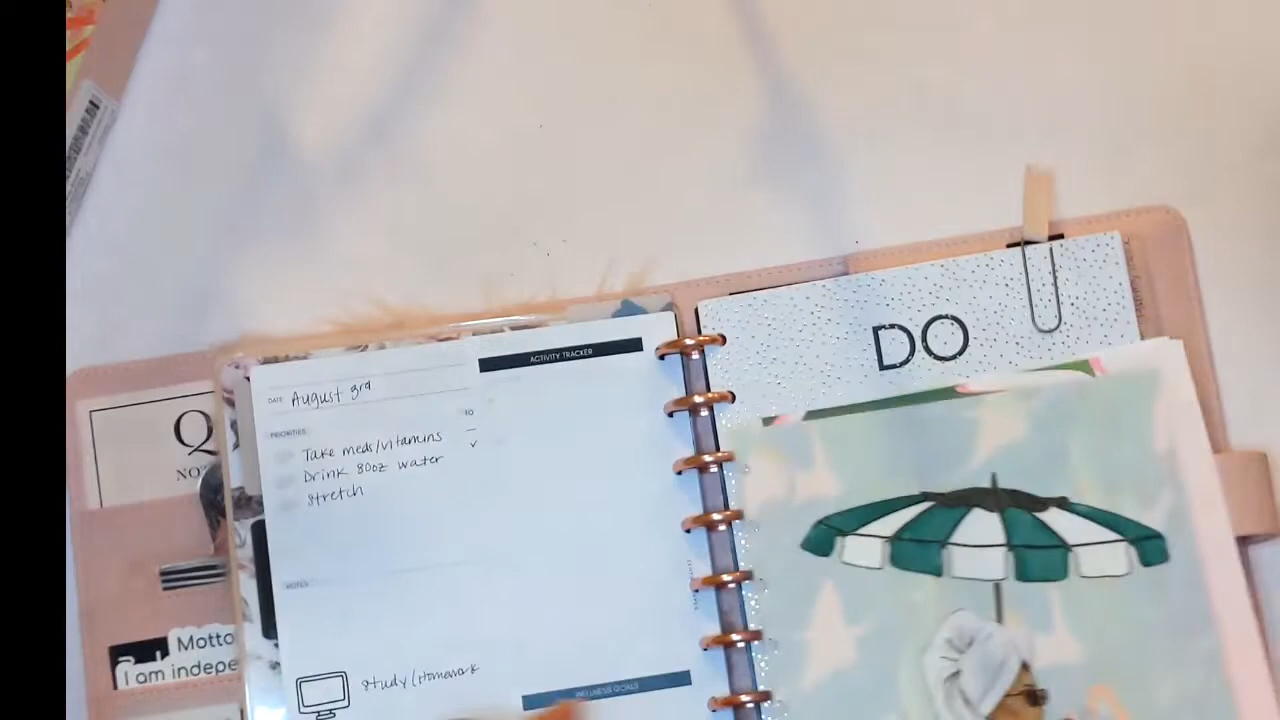 ACTIVITY TRACKER
DATE August 3rd
PRIORITIES
Take meds/vitamins
Drink 80oz water
Stretch
NOTES
Study/Homework
WELLNESS GOALS
Q
Motto
I am indepe
DO